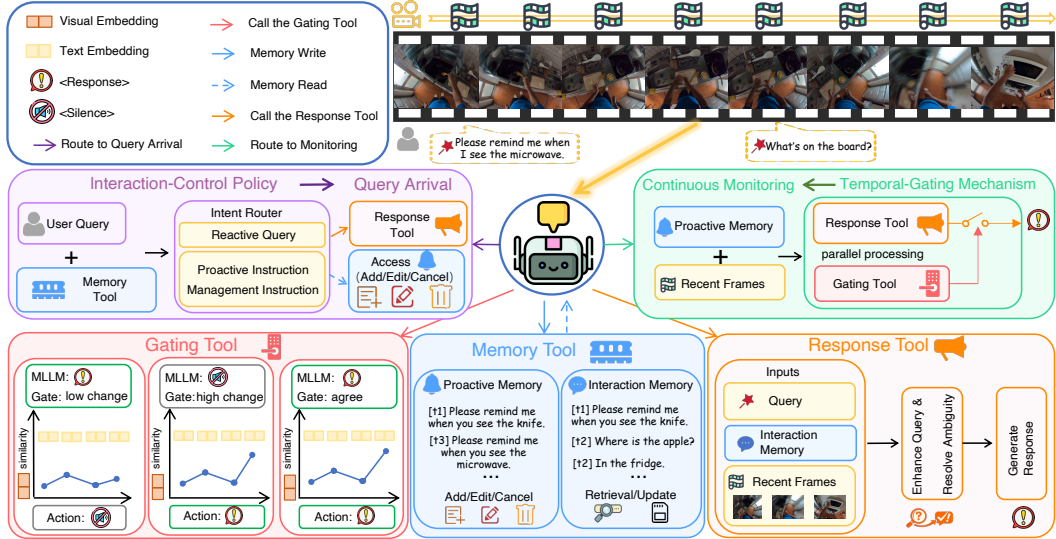 Visual Embedding
Text Embedding
<Response>
<Silence>
Route to Query Arrival
Call the Gating Tool
Memory Write
Memory Read
Call the Response Tool
Route to Monitoring
Please remind me when
I see the microwave.
What's on the board?
Interaction-Control Policy
Query Arrival
User Query
+
Memory
Tool
Intent Router
Reactive Query
Proactive Instruction
Management Instruction
Response
Tool
Access
(Add/Edit/Cancel)
Continuous Monitoring
Temporal-Gating Mechanism
Proactive Memory
+
Recent Frames
Response Tool
parallel processing
Gating Tool
Gating Tool
MLLM:
Gate: low change
similarity
Action:
MLLM:
Gate:high change
similarity
Action:
MLLM:
Gate: agree
similarity
Action:
Memory Tool
Proactive Memory
[t1] Please remind me
when you see the knife.
[t3] Please remind me
when you see the
microwave.
...
Add/Edit/Cancel
Interaction Memory
[t1] Please remind me
when you see the knife.
[t2] Where is the apple?
[t2] In the fridge.
...
Retrieval/Update
Response Tool
Inputs
Query
Interaction
Memory
Recent Frames
Enhance Query &
Resolve Ambiguity
Generate
Response